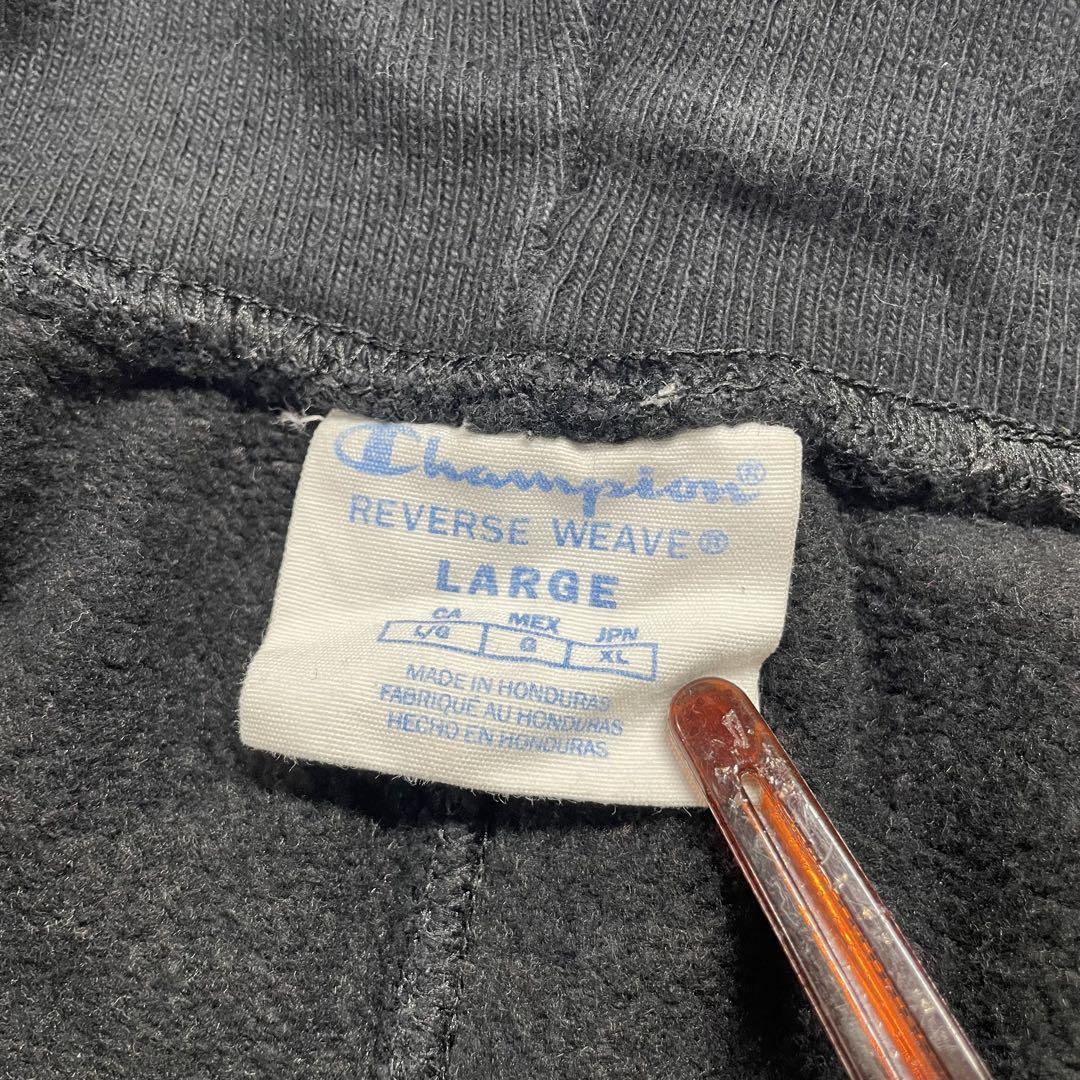 Champion®
REVERSE WEAVE®
LARGE
CA MEX JPN
L/G G XL
MADE IN HONDURAS
FABRIQUE AU HONDURAS
HECHO EN HONDURAS